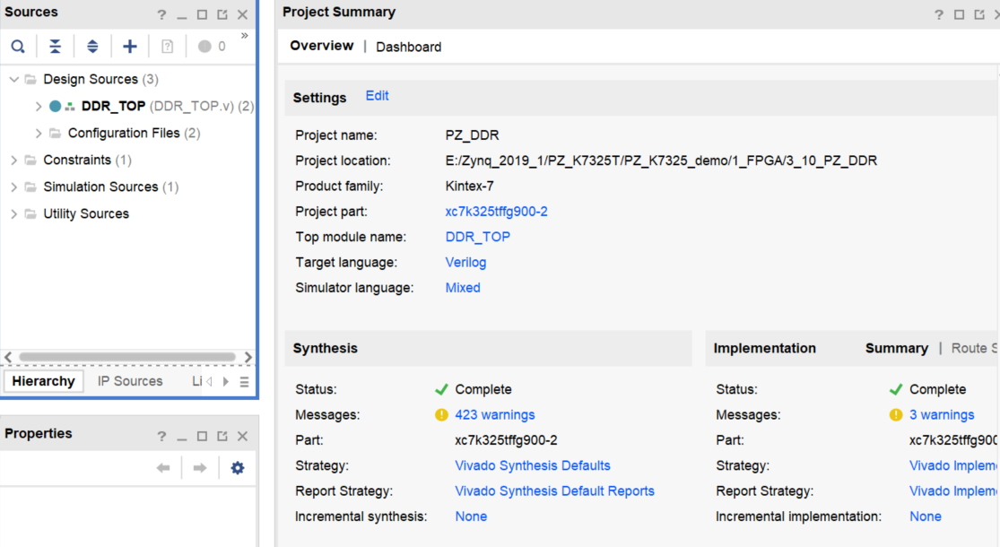 Sources
?
0
»
Design Sources (3)
DDR_TOP (DDR_TOP.v) (2)
Configuration Files (2)
Constraints (1)
Simulation Sources (1)
Utility Sources
Hierarchy IP Sources Li
Properties
?
Project Summary
?
Overview | Dashboard
Settings Edit
Project name: PZ_DDR
Project location: E:/Zynq_2019_1/PZ_K7325T/PZ_K7325_demo/1_FPGA/3_10_PZ_DDR
Product family: Kintex-7
Project part: xc7k325tffg900-2
Top module name: DDR_TOP
Target language: Verilog
Simulator language: Mixed
Synthesis
Status: Complete
Messages: 423 warnings
Part: xc7k325tffg900-2
Strategy: Vivado Synthesis Defaults
Report Strategy: Vivado Synthesis Default Reports
Incremental synthesis: None
Implementation Summary | Route S
Status: Complete
Messages: 3 warnings
Part: xc7k325tffg900
Strategy: Vivado Implem
Report Strategy: Vivado Implem
Incremental implementation: None